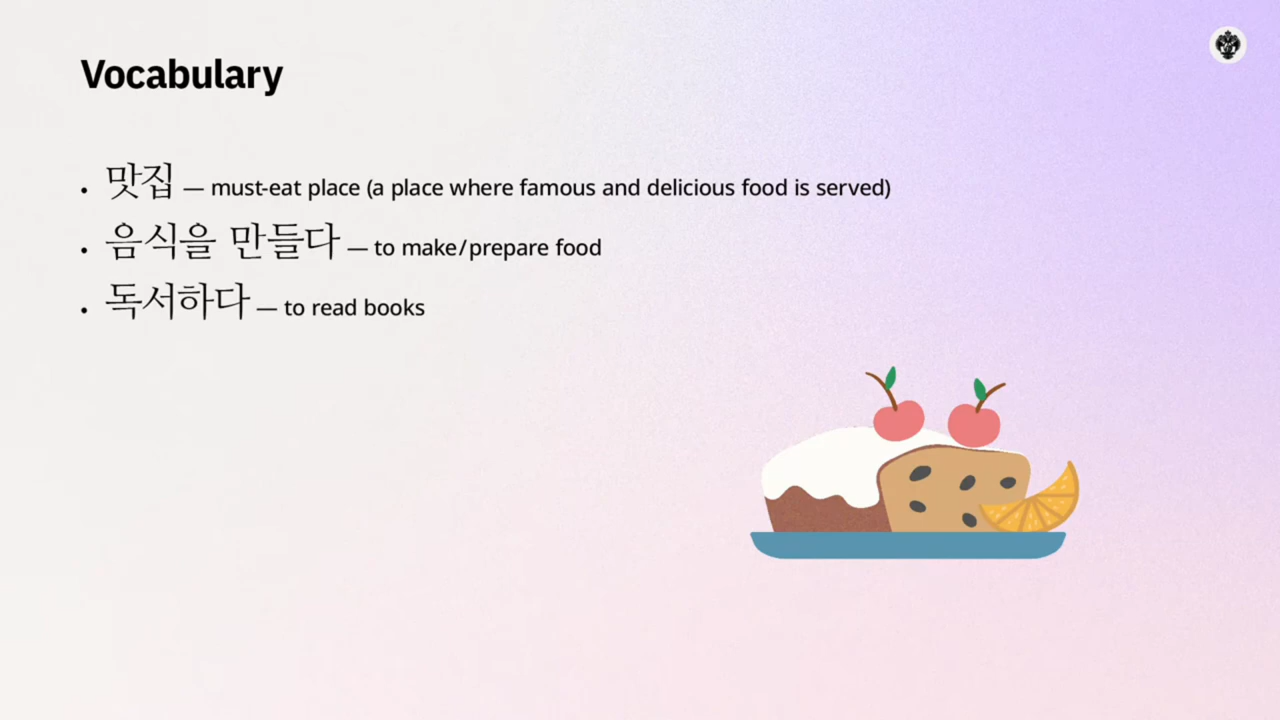 Vocabulary
• 맛집 — must-eat place (a place where famous and delicious food is served)
• 음식을 만들다 — to make/prepare food
• 독서하다 — to read books